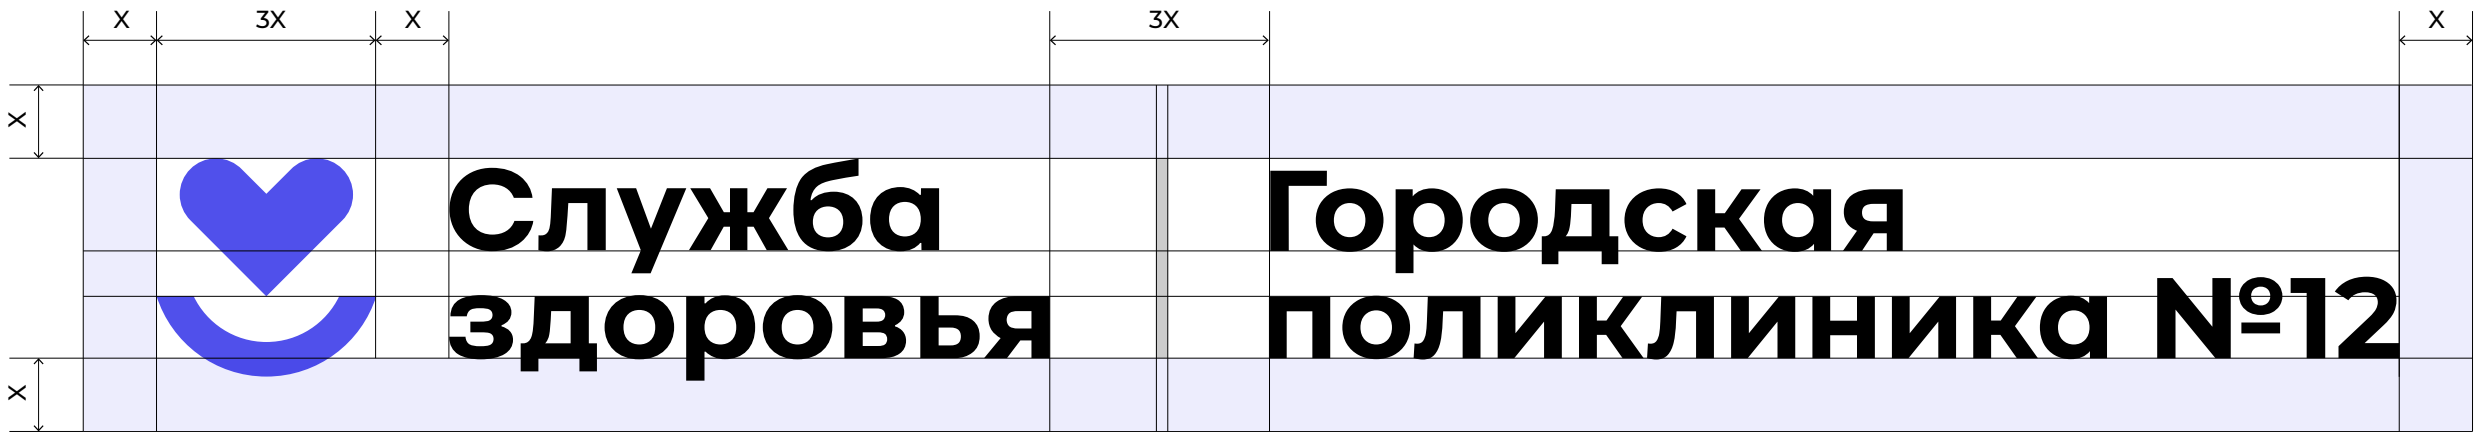 X 3X X 3X X
X
Служба
здоровья
Городская
поликлиника №12
X